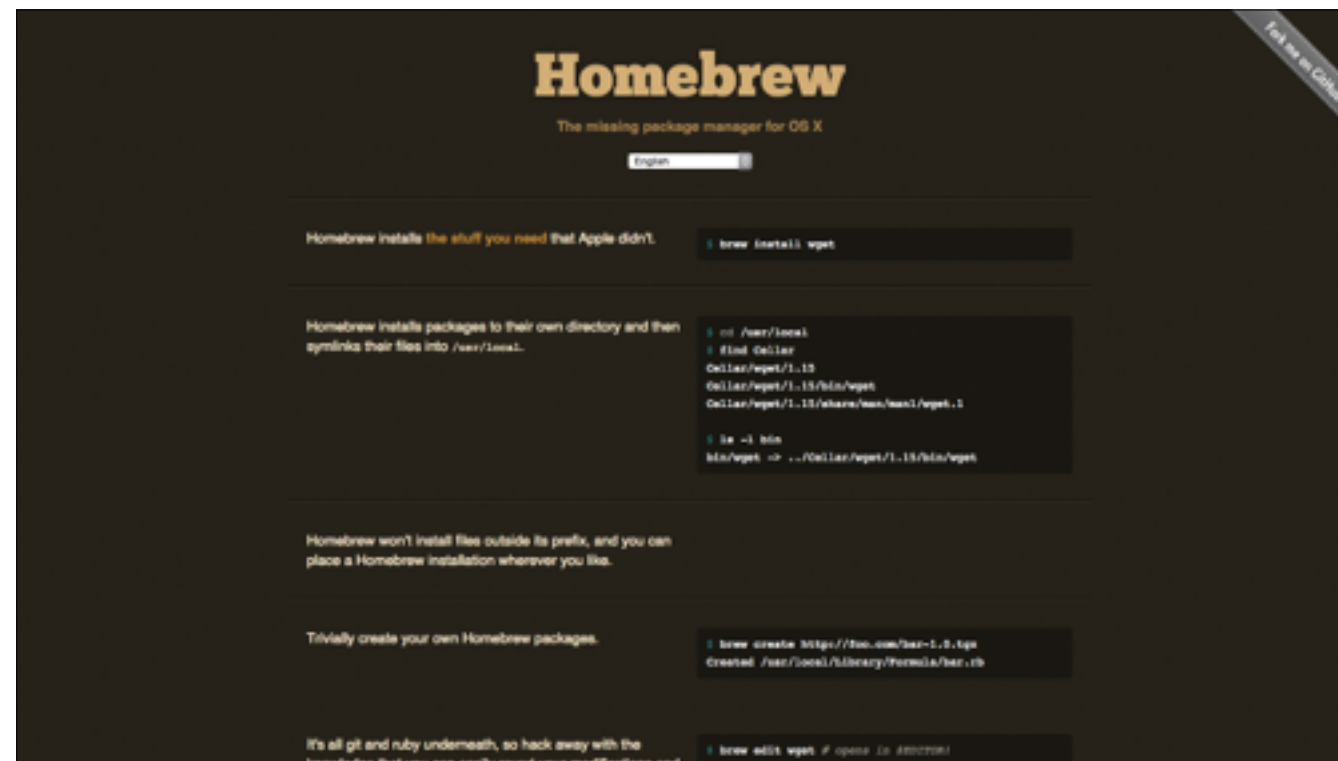 Fork me on GitHub
Homebrew
The missing package manager for OS X
English
Homebrew installs the stuff you need that Apple didn't.
$ brew install wget
Homebrew installs packages to their own directory and then
symlinks their files into /usr/local.
$ cd /usr/local
$ find Cellar
Cellar/wget/1.15
Cellar/wget/1.15/bin/wget
Cellar/wget/1.15/share/man/man1/wget.1
$ ls -l bin
bin/wget -> ../Cellar/wget/1.15/bin/wget
Homebrew won't install files outside its prefix, and you can
place a Homebrew installation wherever you like.
Trivially create your own Homebrew packages.
$ brew create http://foo.com/bar-1.0.tgz
Created /usr/local/Library/Formula/bar.rb
It's all git and ruby underneath, so hack away with the
$ brew edit wget # opens in $EDITOR!